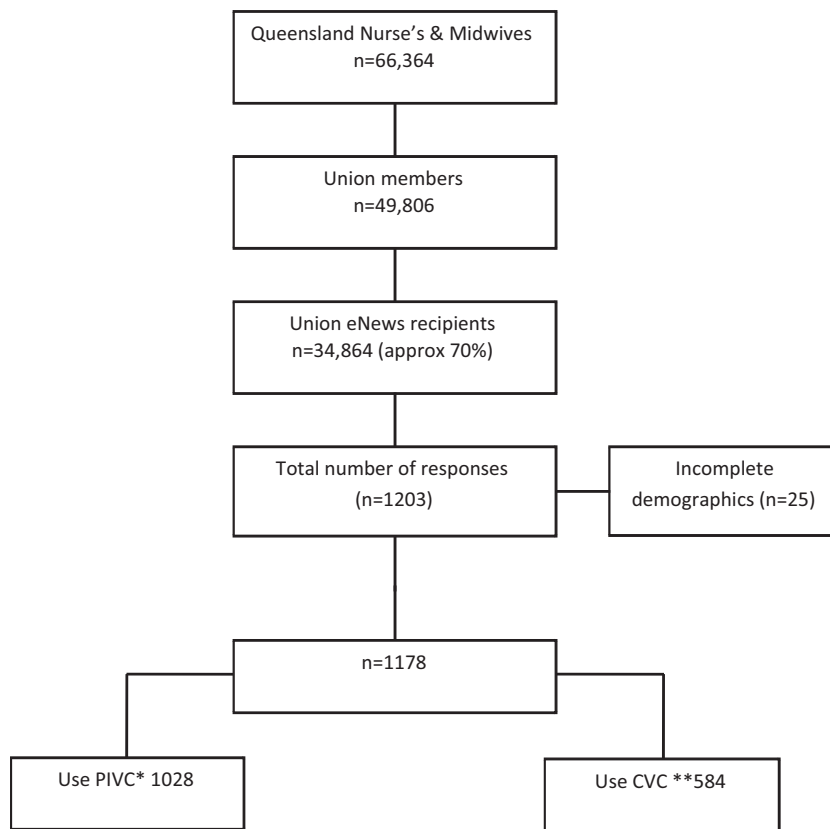 Queensland Nurse's & Midwives
n=66,364
Union members
n=49,806
Union eNews recipients
n=34,864 (approx 70%)
Total number of responses
(n=1203)
Incomplete
demographics (n=25)
n=1178
Use PIVC* 1028
Use CVC **584